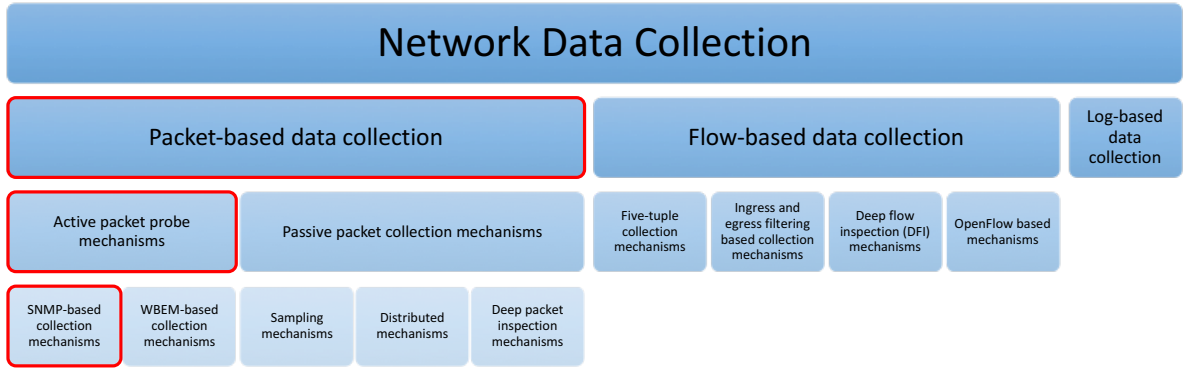 Network Data Collection
Packet-based data collection
Flow-based data collection
Log-based
data
collection
Active packet probe
mechanisms
Passive packet collection mechanisms
Five-tuple
collection
mechanisms
Ingress and
egress filtering
based collection
mechanisms
Deep flow
inspection (DFI)
mechanisms
OpenFlow based
mechanisms
SNMP-based
collection
mechanisms
WBEM-based
collection
mechanisms
Sampling
mechanisms
Distributed
mechanisms
Deep packet
inspection
mechanisms